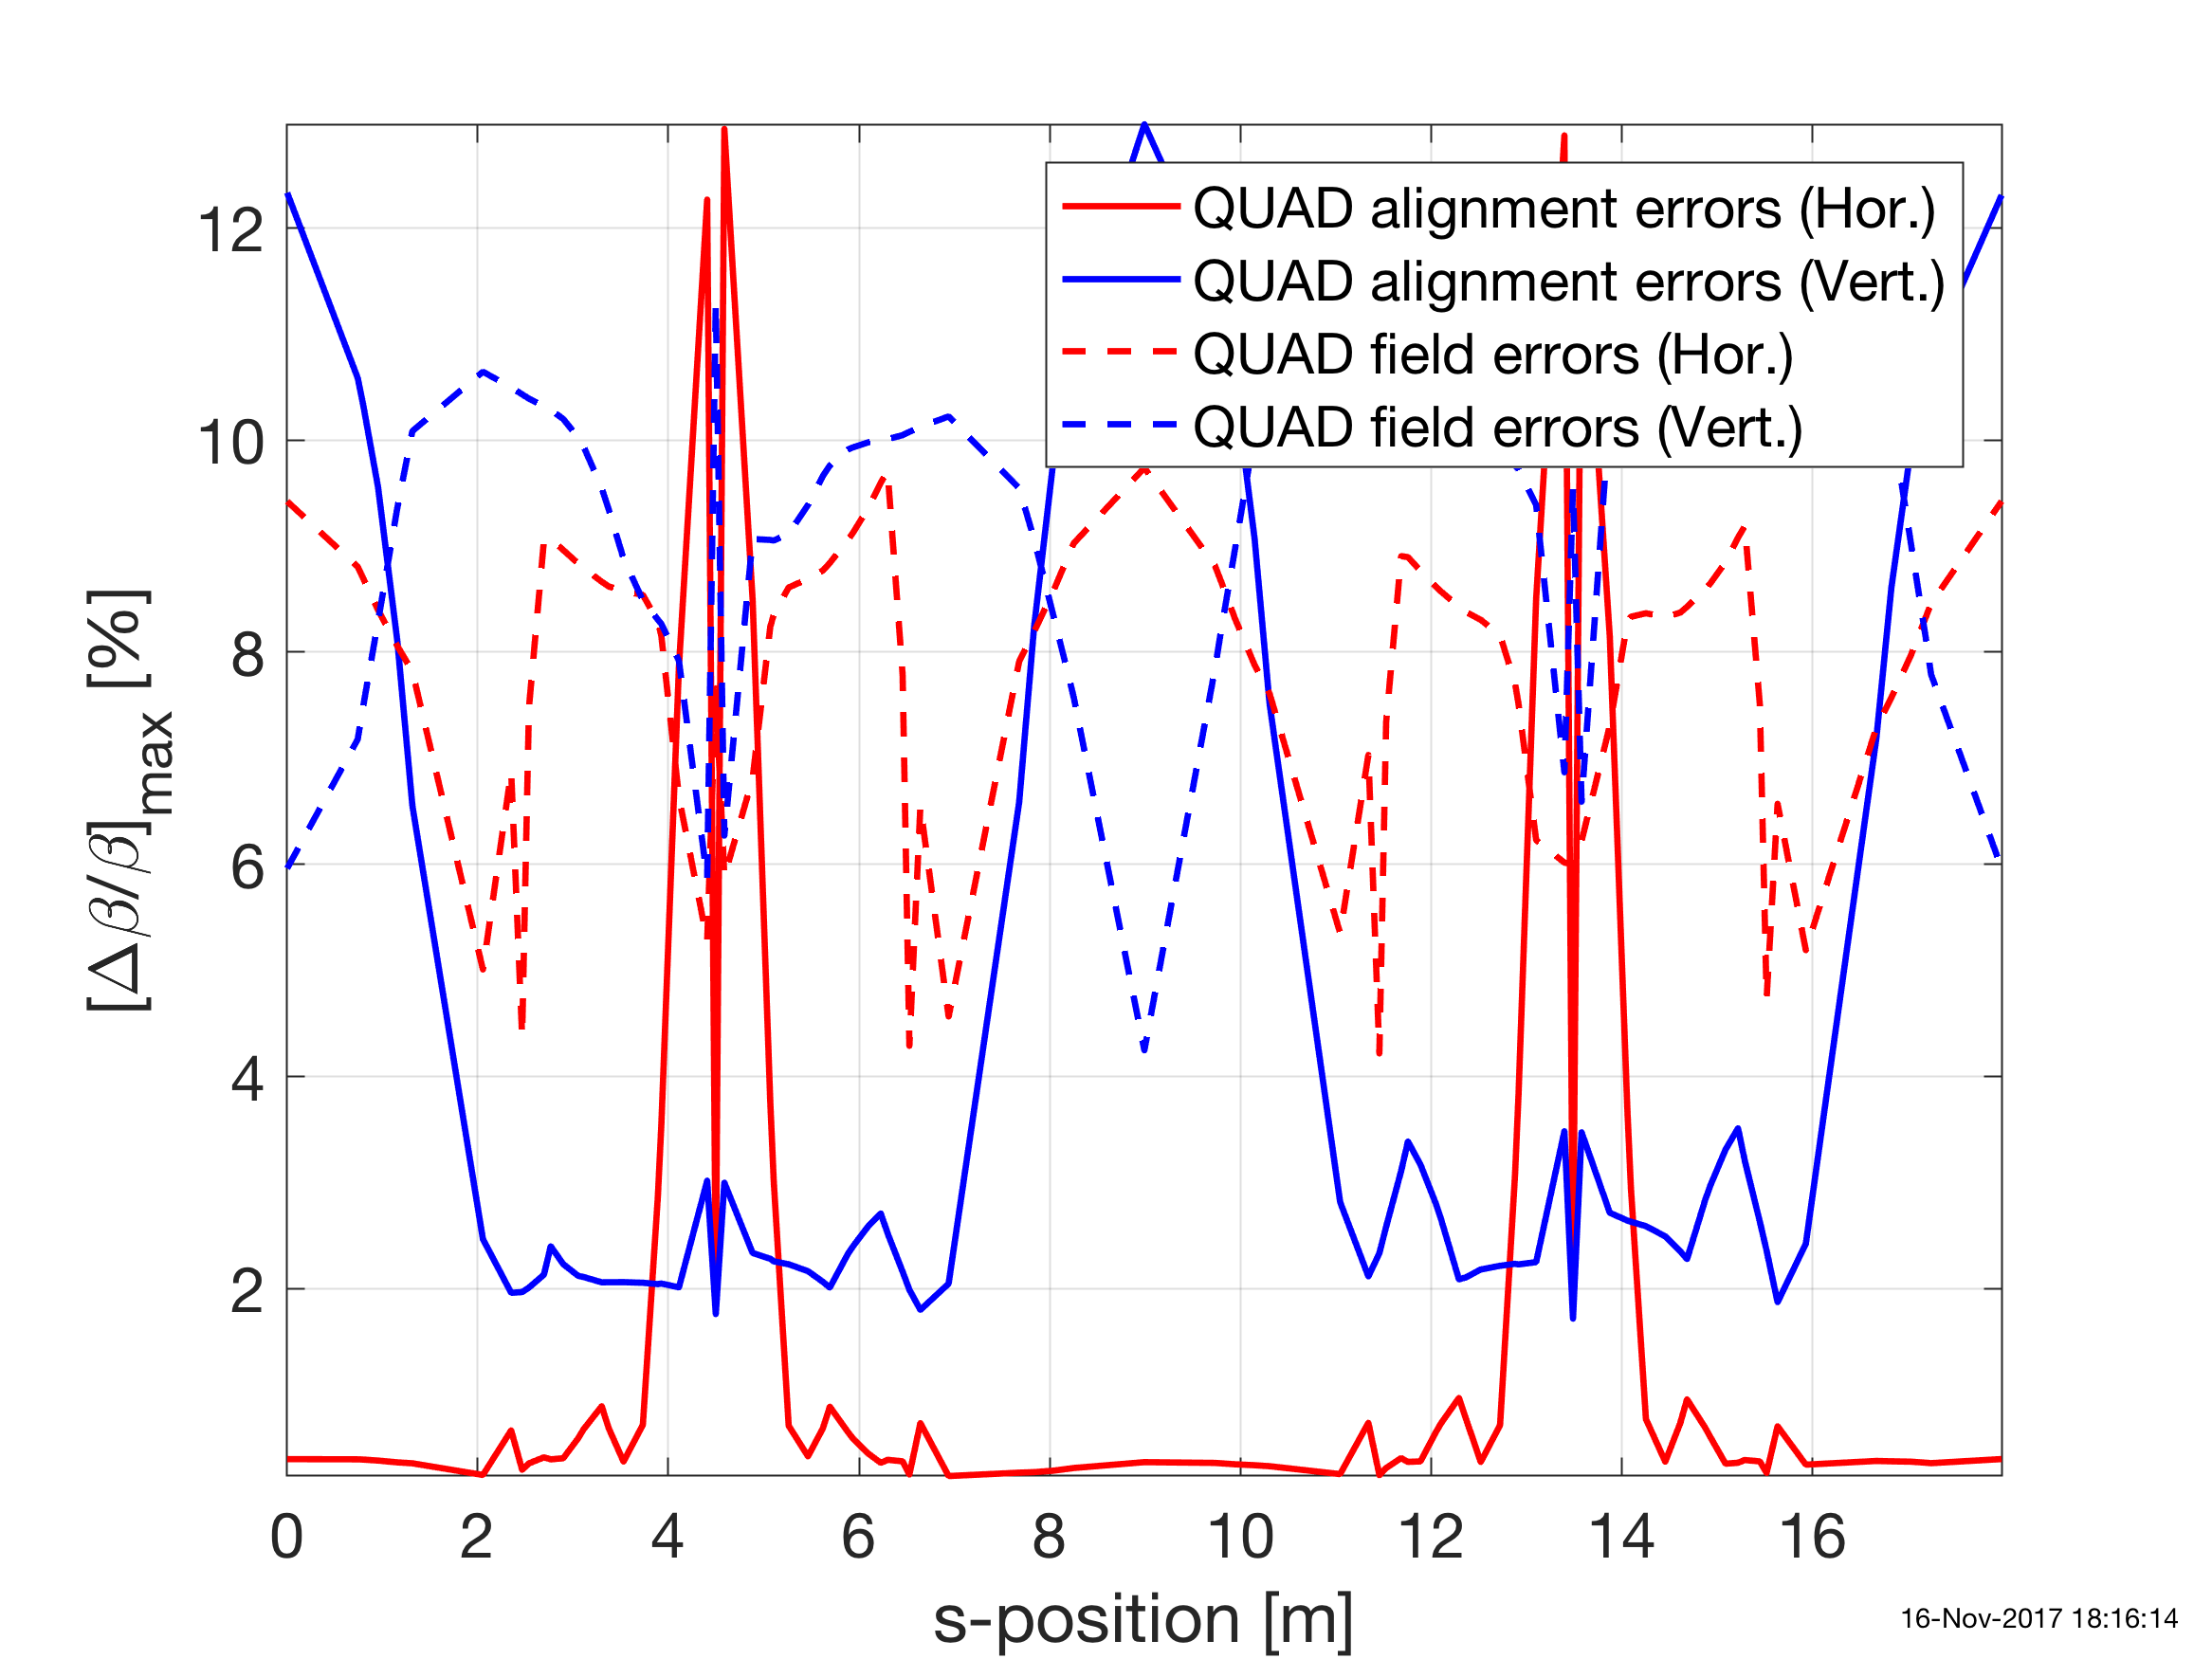 12
10
8
6
4
2
[Δβ/β]max [%]
QUAD alignment errors (Hor.)
QUAD alignment errors (Vert.)
QUAD field errors (Hor.)
QUAD field errors (Vert.)
0 2 4 6 8 10 12 14 16
s-position [m]
16-Nov-2017 18:16:14